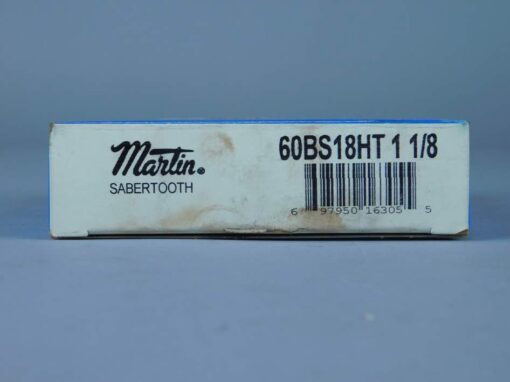 Martin®
SABERTOOTH
60BS18HT 1 1/8
6 97950 16305 5